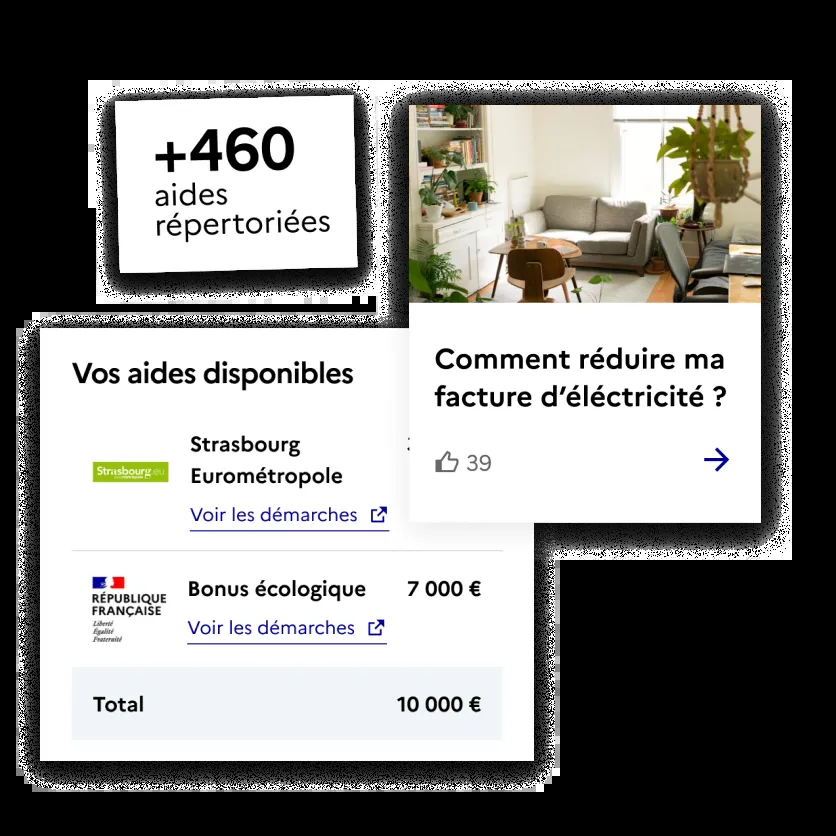 +460
aides
répertoriées
Comment réduire ma
facture d’éléctricité ?
39
Vos aides disponibles
Strasbourg.eu
Strasbourg
Eurométropole
Voir les démarches
RÉPUBLIQUE
FRANÇAISE
Liberté
Égalité
Fraternité
Bonus écologique 7 000 €
Voir les démarches
Total 10 000 €